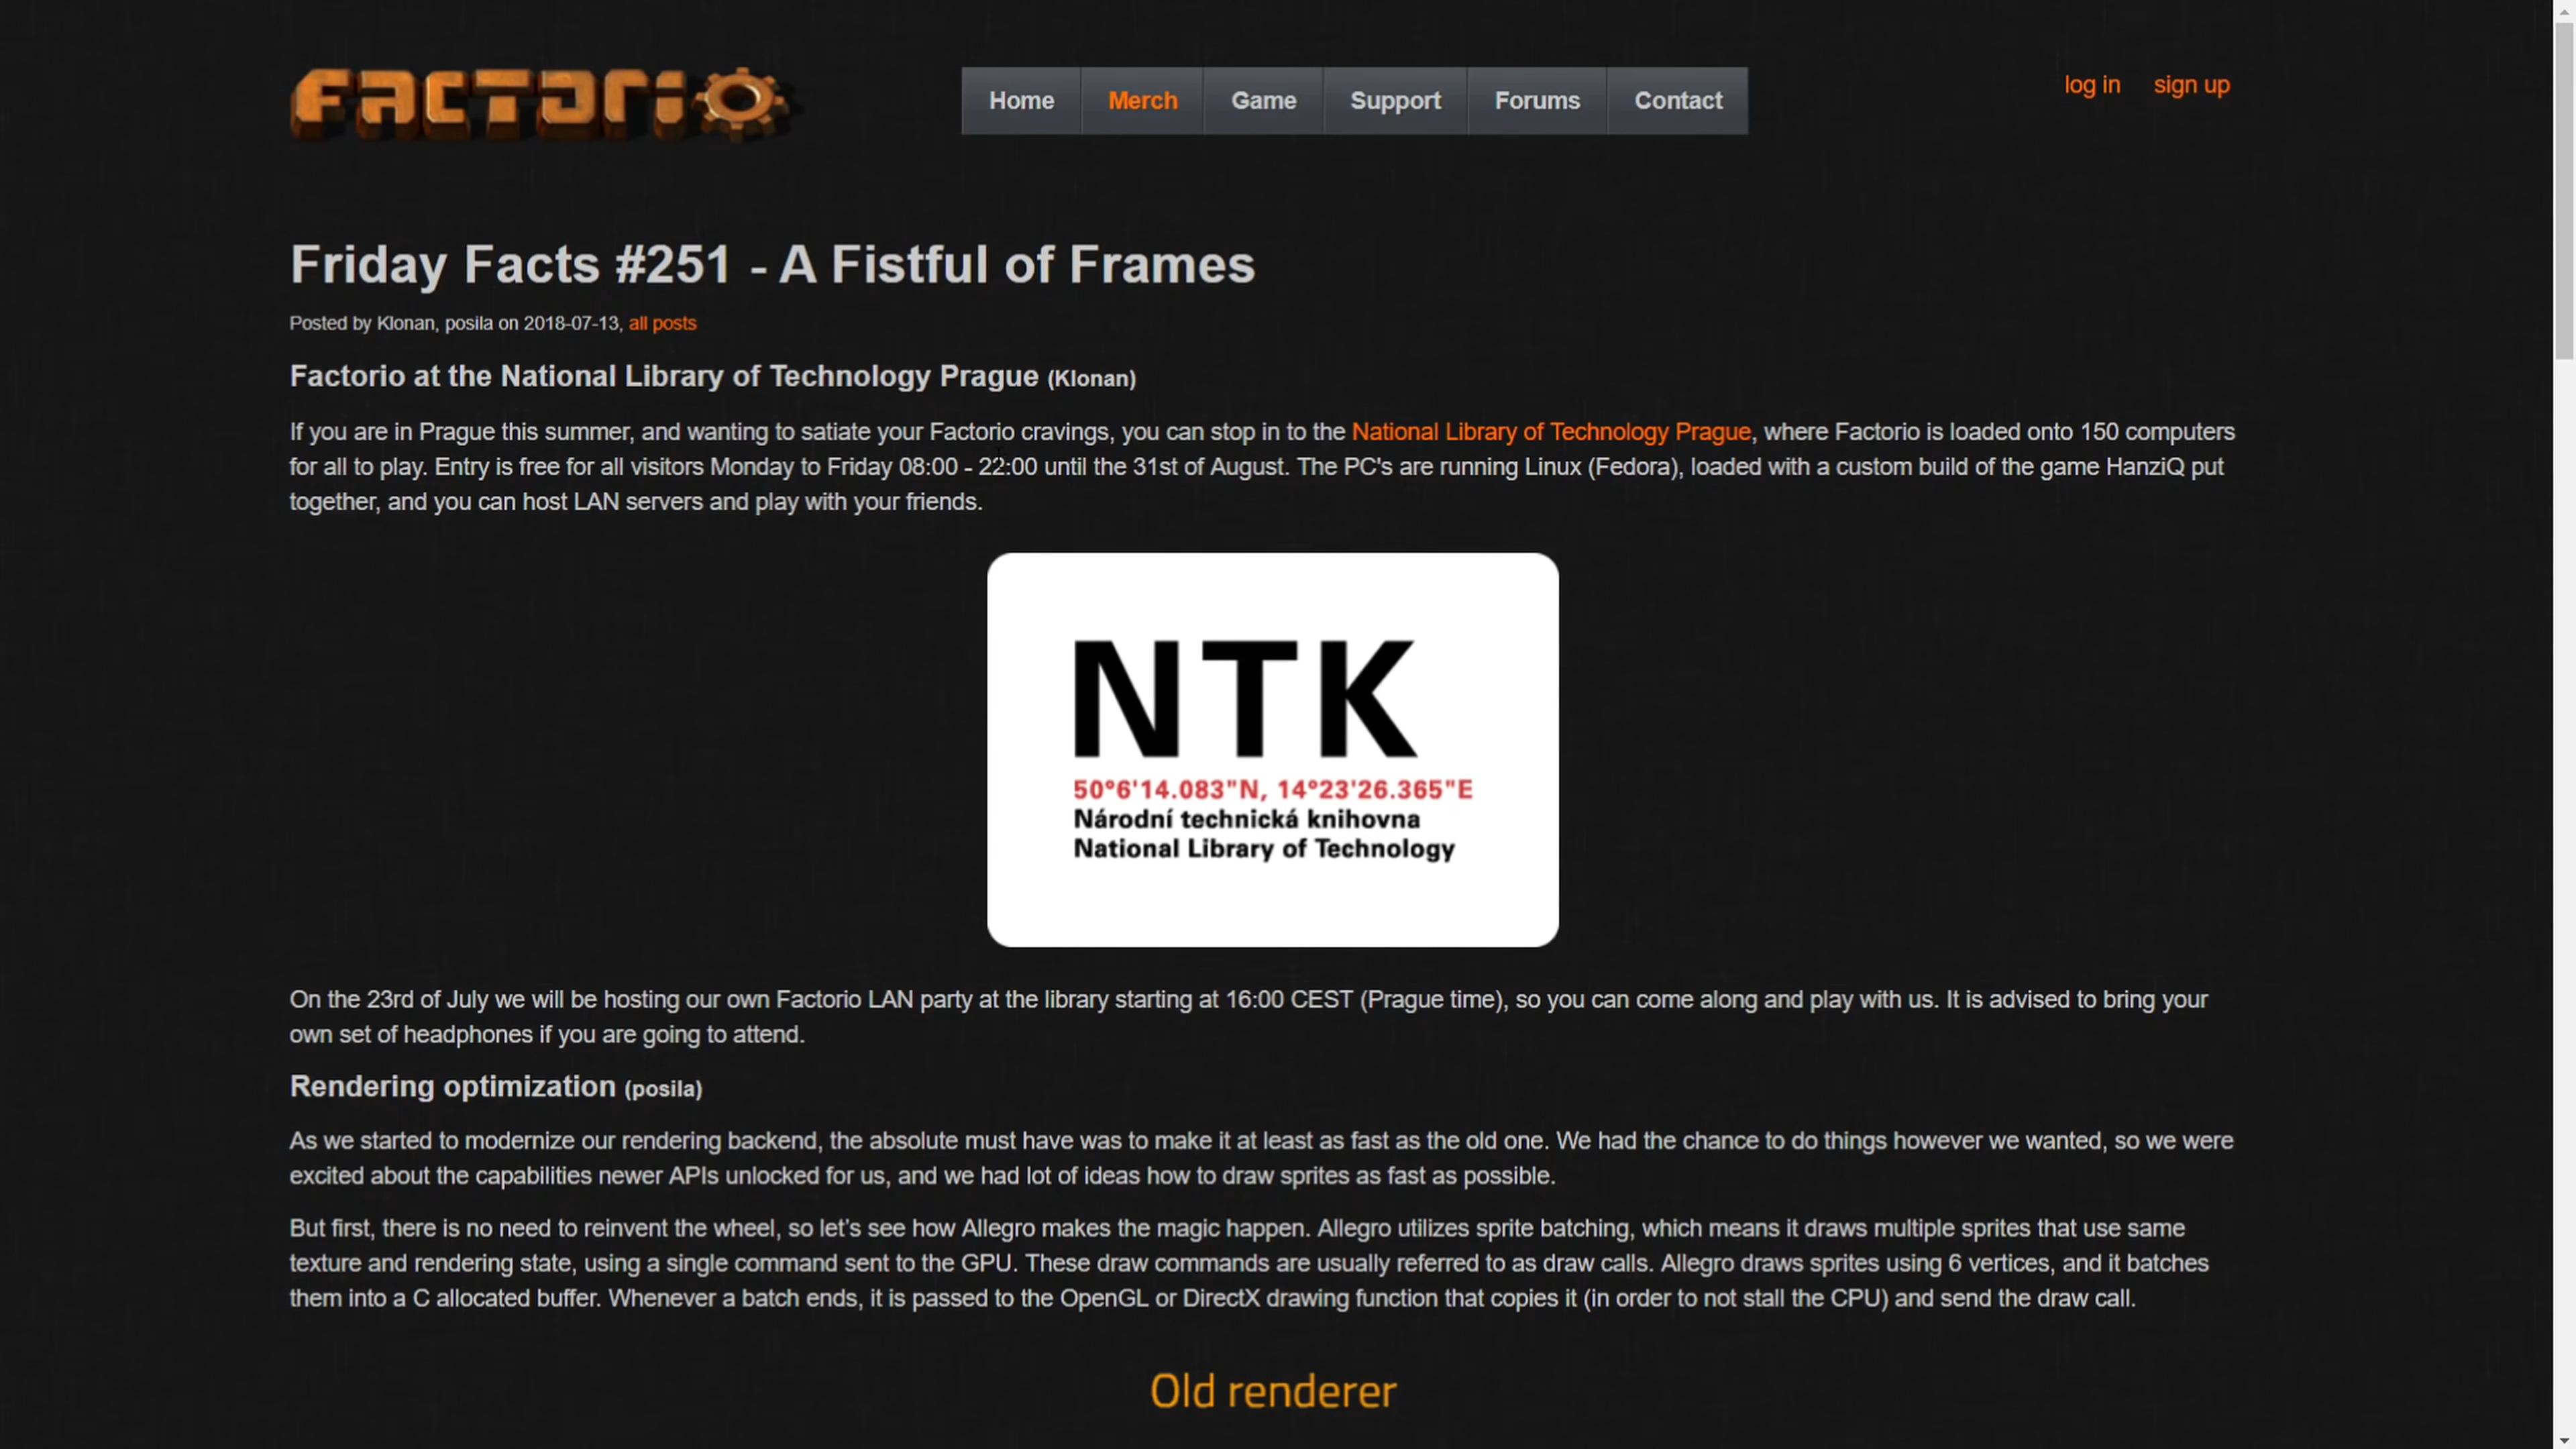 FACTORIO
Home Merch Game Support Forums Contact
log in sign up
Friday Facts #251 - A Fistful of Frames
Posted by Klonan, posila on 2018-07-13, all posts
Factorio at the National Library of Technology Prague (Klonan)
If you are in Prague this summer, and wanting to satiate your Factorio cravings, you can stop in to the National Library of Technology Prague, where Factorio is loaded onto 150 computers
for all to play. Entry is free for all visitors Monday to Friday 08:00 - 22:00 until the 31st of August. The PC's are running Linux (Fedora), loaded with a custom build of the game HanziQ put
together, and you can host LAN servers and play with your friends.
NTK
50°6'14.083"N, 14°23'26.365"E
Národní technická knihovna
National Library of Technology
On the 23rd of July we will be hosting our own Factorio LAN party at the library starting at 16:00 CEST (Prague time), so you can come along and play with us. It is advised to bring your
own set of headphones if you are going to attend.
Rendering optimization (posila)
As we started to modernize our rendering backend, the absolute must have was to make it at least as fast as the old one. We had the chance to do things however we wanted, so we were
excited about the capabilities newer APIs unlocked for us, and we had lot of ideas how to draw sprites as fast as possible.
But first, there is no need to reinvent the wheel, so let’s see how Allegro makes the magic happen. Allegro utilizes sprite batching, which means it draws multiple sprites that use same
texture and rendering state, using a single command sent to the GPU. These draw commands are usually referred to as draw calls. Allegro draws sprites using 6 vertices, and it batches
them into a C allocated buffer. Whenever a batch ends, it is passed to the OpenGL or DirectX drawing function that copies it (in order to not stall the CPU) and send the draw call.
Old renderer